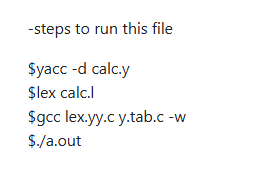 -steps to run this file
$yacc -d calc.y
$lex calc.l
$gcc lex.yy.c y.tab.c -w
$./a.out